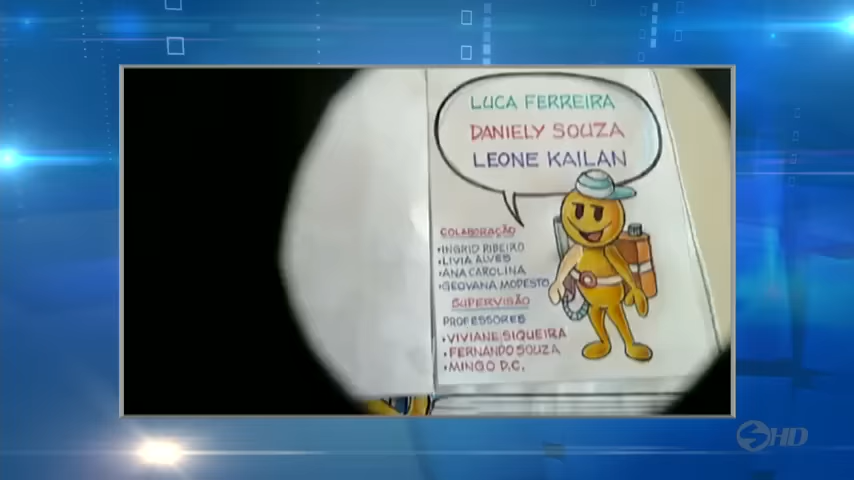 LUCA FERREIRA
DANIELY SOUZA
LEONE KAILAN
COLABORAÇÃO
•INGRID RIBEIRO
•LIVIA ALVES
•ANA CAROLINA
•GEOVANA MODESTO
SUPERVISÃO
PROFESSORES
•VIVIANE SIQUEIRA
•FERNANDO SOUZA
•MINGO D.C.
HD